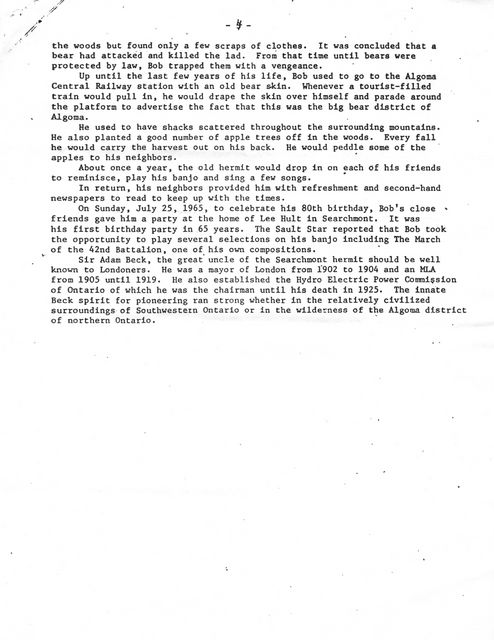 - 4 -
the woods but found only a few scraps of clothes. It was concluded that a
bear had attacked and killed the lad. From that time until bears were
protected by law, Bob trapped them with a vengeance.
Up until the last few years of his life, Bob used to go to the Algoma
Central Railway station with an old bear skin. Whenever a tourist-filled
train would pull in, he would drape the skin over himself and parade around
the platform to advertise the fact that this was the big bear district of
Algoma.
He used to have shacks scattered throughout the surrounding mountains.
He also planted a good number of apple trees off in the woods. Every fall
he would carry the harvest out on his back. He would peddle some of the
apples to his neighbors.
About once a year, the old hermit would drop in on each of his friends
to reminisce, play his banjo and sing a few songs.
In return, his neighbors provided him with refreshment and second-hand
newspapers to read to keep up with the times.
On Sunday, July 25, 1965, to celebrate his 80th birthday, Bob's close
friends gave him a party at the home of Lee Hult in Searchmont. It was
his first birthday party in 65 years. The Sault Star reported that Bob took
the opportunity to play several selections on his banjo including The March
of the 42nd Battalion, one of his own compositions.
Sir Adam Beck, the great uncle of the Searchmont hermit should be well
known to Londoners. He was a mayor of London from 1902 to 1904 and an MLA
from 1905 until 1919. He also established the Hydro Electric Power Commission
of Ontario of which he was the chairman until his death in 1925. The innate
Beck spirit for pioneering ran strong whether in the relatively civilized
surroundings of Southwestern Ontario or in the wilderness of the Algoma district
of northern Ontario.